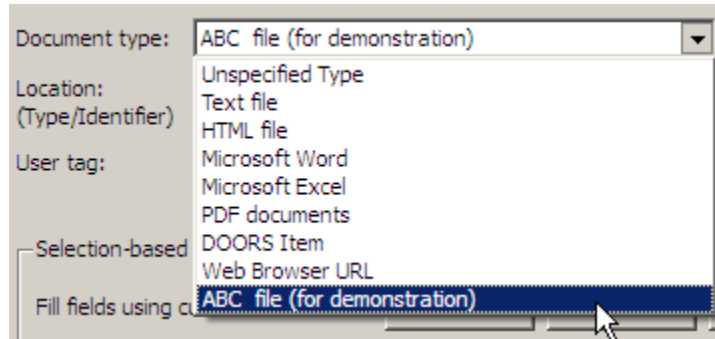 Document type: ABC file (for demonstration)
Unspecified Type
Location:
Text file
(Type/Identifier)
HTML file
User tag:
Microsoft Word
Microsoft Excel
PDF documents
DOORS Item
Selection-based
Web Browser URL
ABC file (for demonstration)
Fill fields using